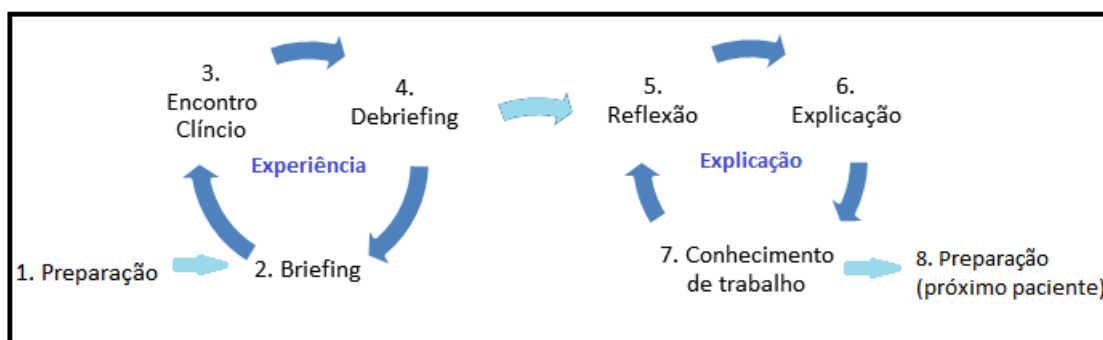 3.
Encontro
Clíncio
4.
Debriefing
Experiência
1. Preparação
2. Briefing
5.
Reflexão
6.
Explicação
Explicação
7. Conhecimento
de trabalho
8. Preparação
(próximo paciente)